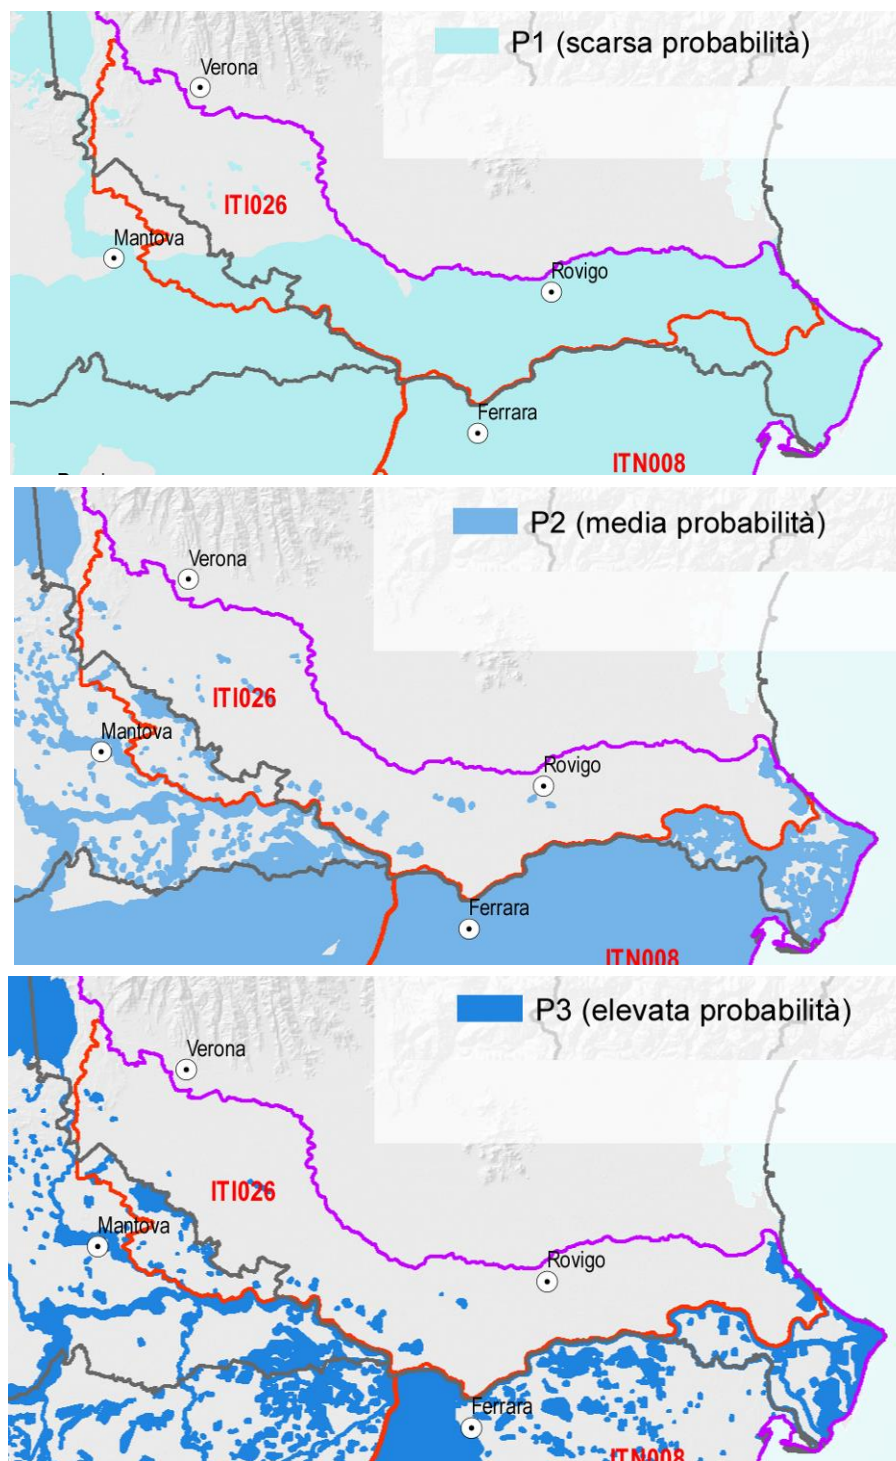 P1 (scarsa probabilità)
Verona
ITI026
Mantova
Rovigo
Ferrara
ITN008
P2 (media probabilità)
Verona
ITI026
Mantova
Rovigo
Ferrara
ITN008
P3 (elevata probabilità)
Verona
ITI026
Mantova
Rovigo
Ferrara
ITN008